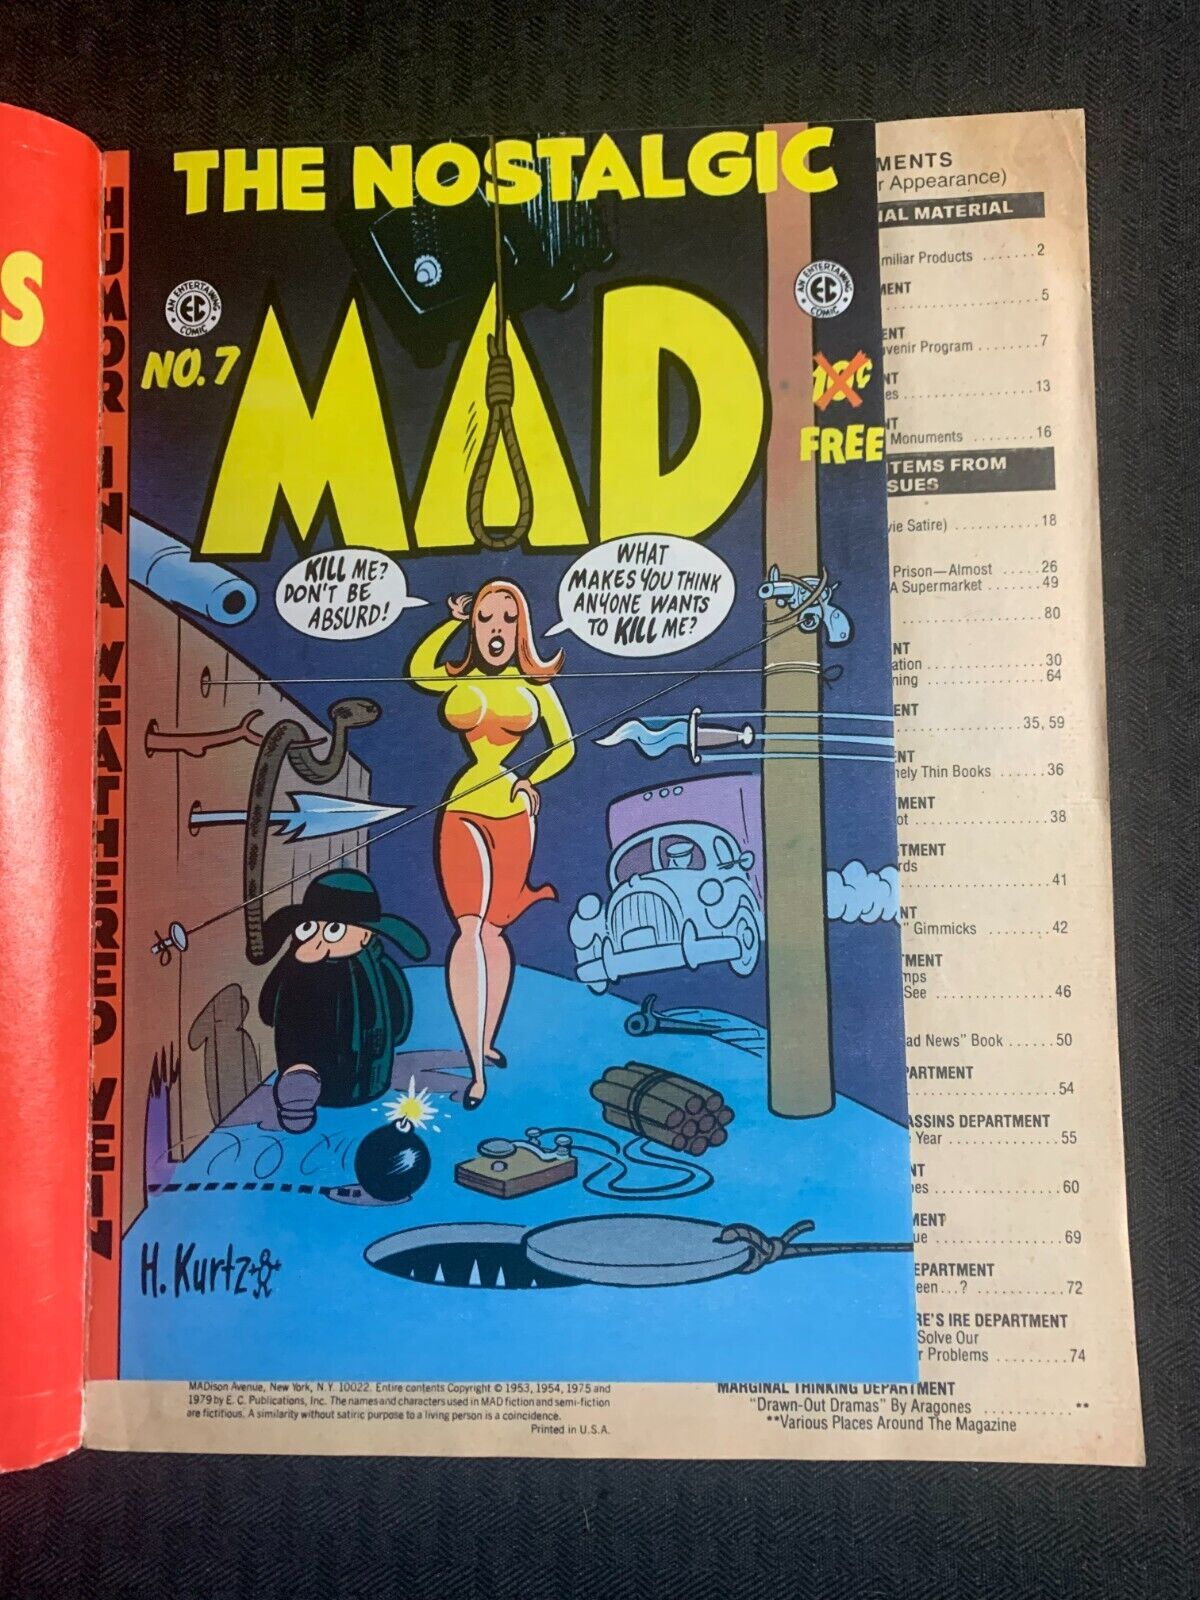 S
HUMOR IN A WEATHERED VEIN
THE NOSTALGIC
AN ENTERTAINING
EC
COMIC
AN ENTERTAINING
EC
COMIC
NO. 7
MAD
10¢
FREE
KILL ME?
DON'T BE
ABSURD!
WHAT
MAKES YOU THINK
ANYONE WANTS
TO KILL ME?
H. Kurtz
MENTS
r Appearance)
IAL MATERIAL
miliar Products .......2
MENT
5
ENT
venir Program ........7
NT
es ...................13
NT
Monuments ........16
ITEMS FROM
SUES
vie Satire) ...........18
Prison—Almost .....26
A Supermarket .......49
80
NT
ation .................30
ning .................64
ENT
35, 59
NT
nely Thin Books ......36
MENT
ot ...................38
TMENT
rds
41
NT
" Gimmicks ........42
MENT
mps
See ...............46
ad News" Book ......50
PARTMENT
54
ASSINS DEPARTMENT
Year ...............55
NT
bes .................60
MENT
ue ..................69
EPARTMENT
een...? ............72
RE'S IRE DEPARTMENT
Solve Our
r Problems .........74
MARGINAL THINKING DEPARTMENT
"Drawn-Out Dramas" By Aragones ..........**
**Various Places Around The Magazine
MADison Avenue, New York, N.Y. 10022. Entire contents Copyright © 1953, 1954, 1975 and
1979 by E. C. Publications, Inc. The names and characters used in MAD fiction and semi-fiction
are fictitious. A similarity without satiric purpose to a living person is a coincidence.
Printed in U.S.A.